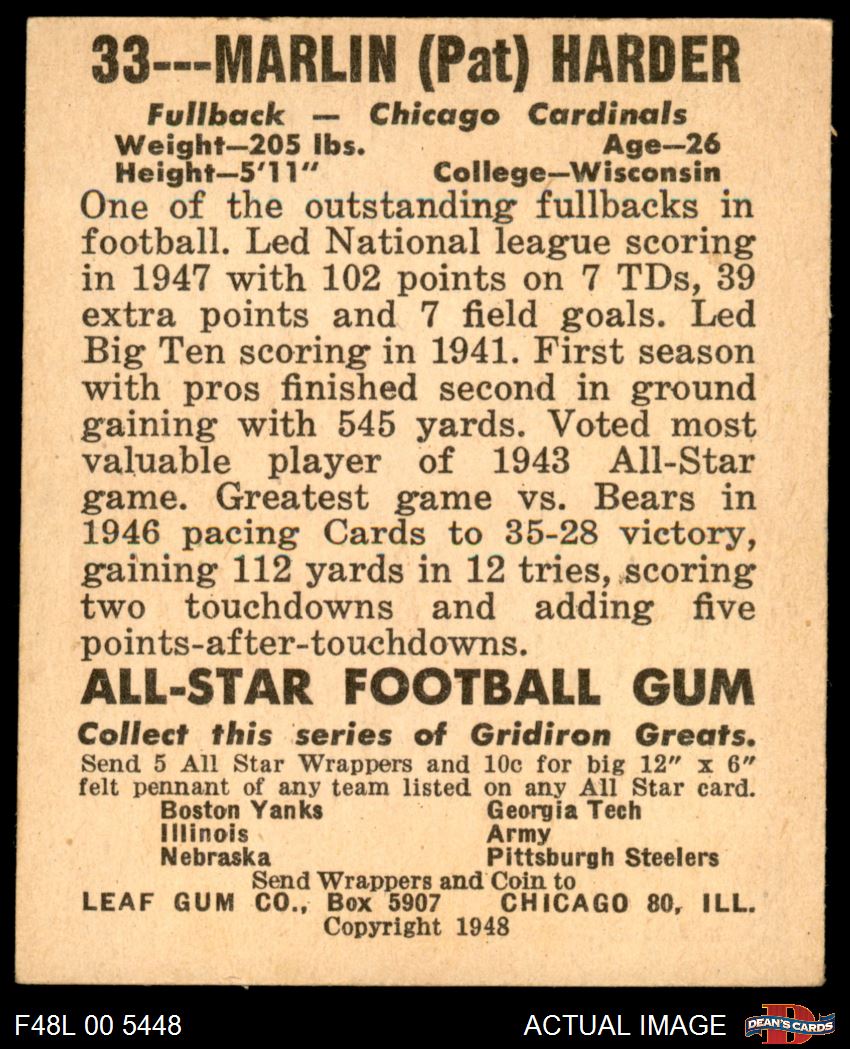 33---MARLIN (Pat) HARDER
Fullback — Chicago Cardinals
Weight—205 lbs. Age—26
Height—5'11" College—Wisconsin
One of the outstanding fullbacks in
football. Led National league scoring
in 1947 with 102 points on 7 TDs, 39
extra points and 7 field goals. Led
Big Ten scoring in 1941. First season
with pros finished second in ground
gaining with 545 yards. Voted most
valuable player of 1943 All-Star
game. Greatest game vs. Bears in
1946 pacing Cards to 35-28 victory,
gaining 112 yards in 12 tries, scoring
two touchdowns and adding five
points-after-touchdowns.
ALL-STAR FOOTBALL GUM
Collect this series of Gridiron Greats.
Send 5 All Star Wrappers and 10c for big 12" x 6"
felt pennant of any team listed on any All Star card.
Boston Yanks Georgia Tech
Illinois Army
Nebraska Pittsburgh Steelers
Send Wrappers and Coin to
LEAF GUM CO., Box 5907 CHICAGO 80, ILL.
Copyright 1948
F48L 00 5448 ACTUAL IMAGE
D
DEAN'S CARDS